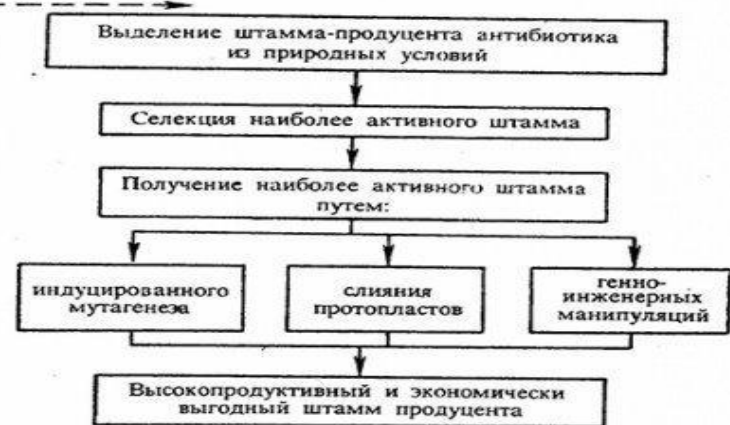 Выделение штамма-продуцента антибиотика
из природных условий
Селекция наиболее активного штамма
Получение наиболее активного штамма
путем:
индуцированного
мутагенеза
слияния
протопластов
генно-
инженерных
манипуляций
Высокопродуктивный и экономически
выгодный штамм продуцента